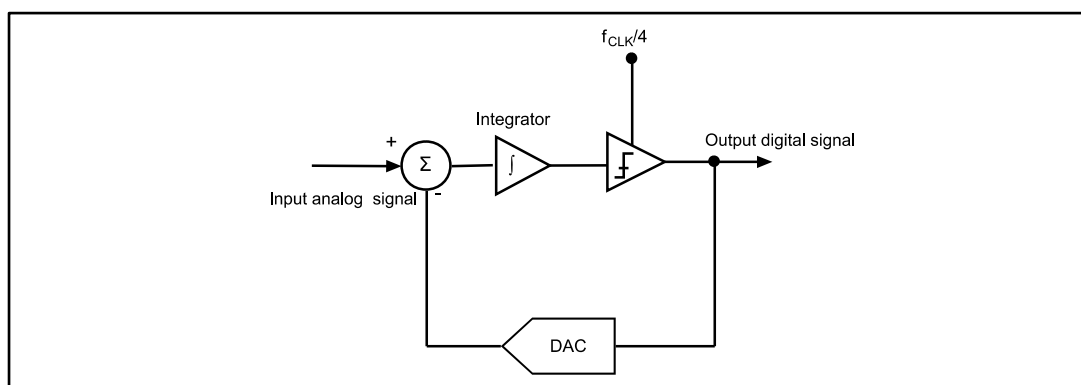 fCLK/4
Integrator
Output digital signal
+
Σ
∫
Input analog signal
-
DAC